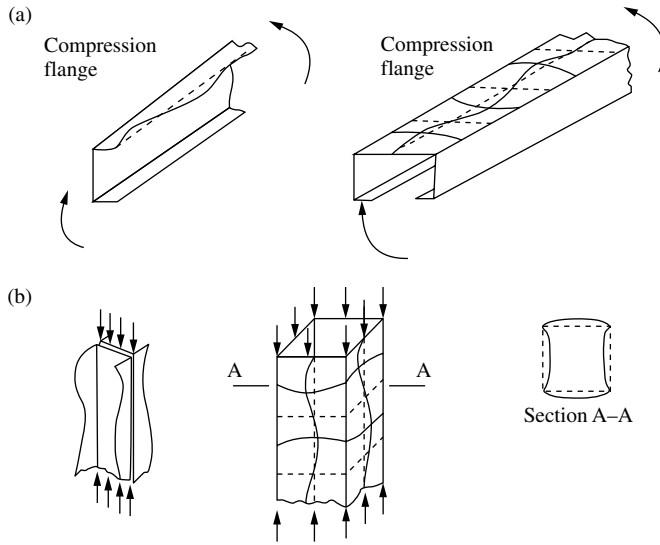 (a)
Compression
flange
Compression
flange
(b)
A
A
Section A–A